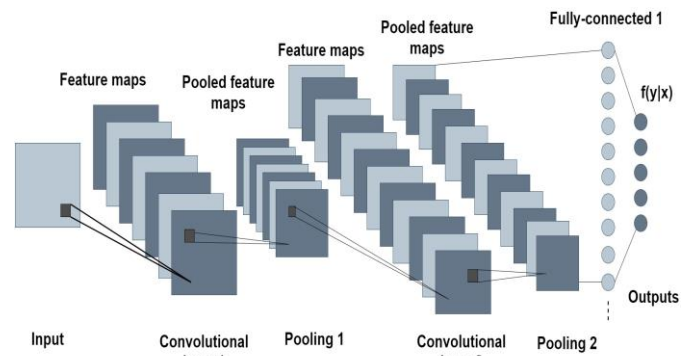 Feature maps
Pooled feature
maps
Feature maps
Pooled feature
maps
Fully-connected 1
f(y|x)
Outputs
Input
Convolutional
Pooling 1
Convolutional
Pooling 2